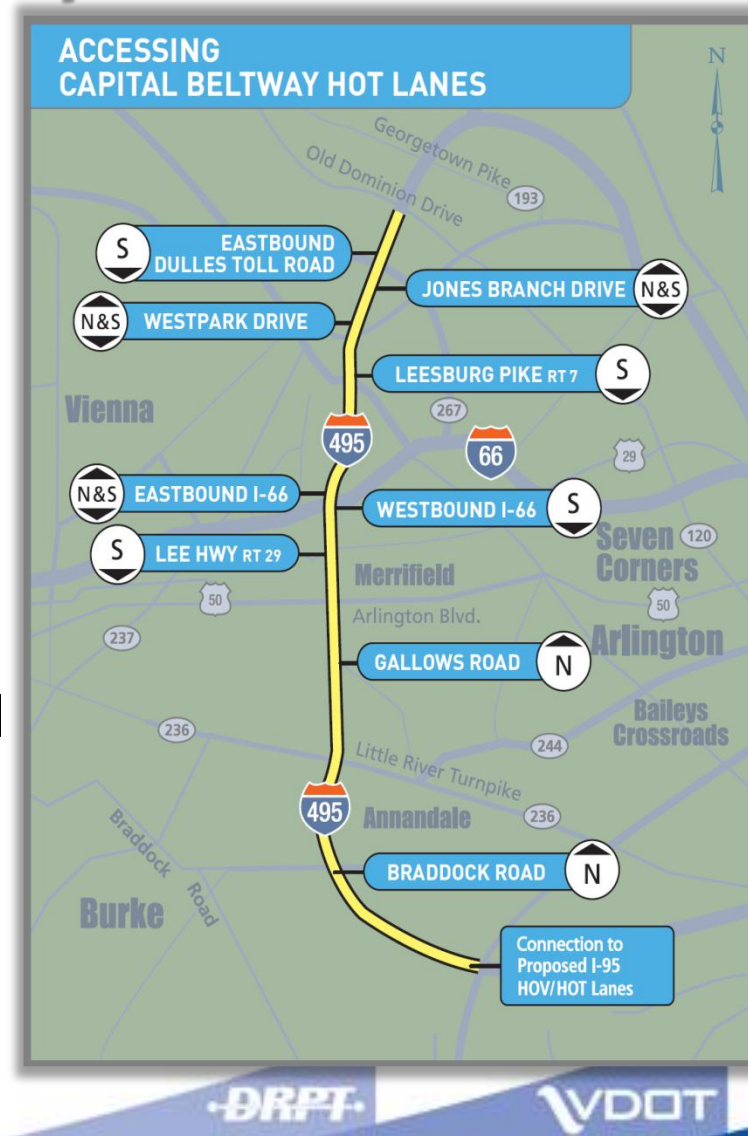 ACCESSING
CAPITAL BELTWAY HOT LANES
N
Georgetown Pike
Old Dominion Drive
193
S
EASTBOUND
DULLES TOLL ROAD
JONES BRANCH DRIVE
N&S
N&S
WESTPARK DRIVE
LEESBURG PIKE RT 7
S
Vienna
267
495
66
29
N&S
EASTBOUND I-66
WESTBOUND I-66
S
S
LEE HWY RT 29
Seven
Corners
120
Merrifield
50
Arlington Blvd.
50
237
Arlington
GALLOWS ROAD
N
Baileys
Crossroads
236
Little River Turnpike
244
495
Annandale
236
Braddock
Road
BRADDOCK ROAD
N
Burke
Connection to
Proposed I-95
HOV/HOT Lanes
DRPT
VDOT